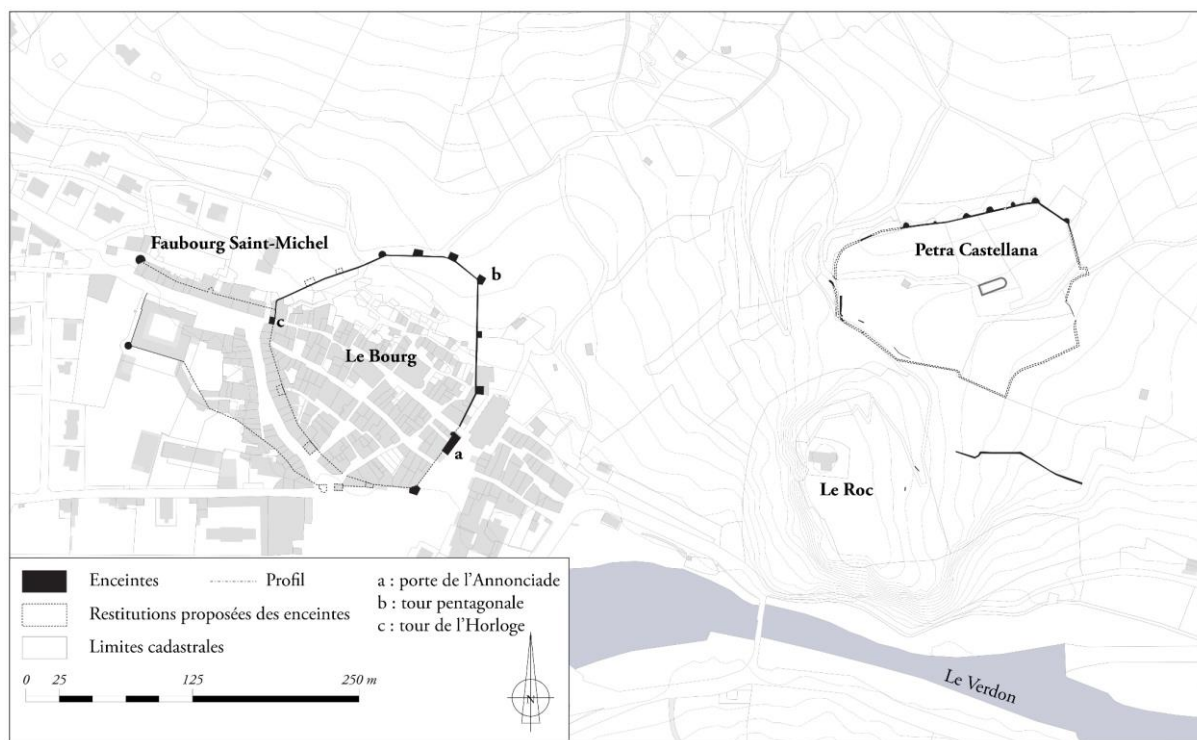 Faubourg Saint-Michel
Petra Castellana
b
c
Le Bourg
a
Le Roc
Enceintes
Profil
Restitutions proposées des enceintes
Limites cadastrales
a : porte de l'Annonciade
b : tour pentagonale
c : tour de l'Horloge
0 25 125 250 m
N
Le Verdon